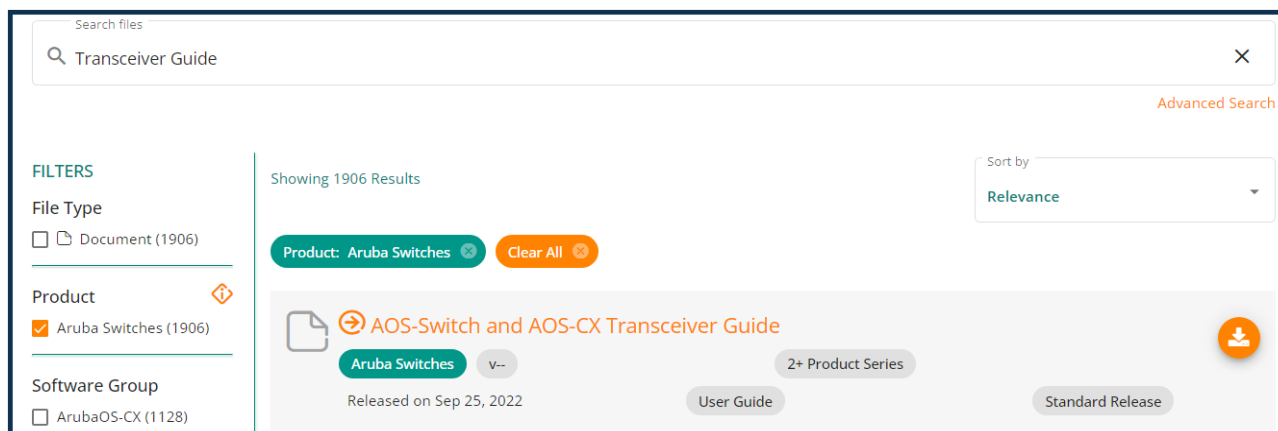 Search files
Transceiver Guide
Advanced Search
FILTERS
File Type
Document (1906)
Product
Aruba Switches (1906)
Software Group
ArubaOS-CX (1128)
Showing 1906 Results
Sort by
Relevance
Product: Aruba Switches
Clear All
AOS-Switch and AOS-CX Transceiver Guide
Aruba Switches v-- 2+ Product Series
Released on Sep 25, 2022 User Guide Standard Release